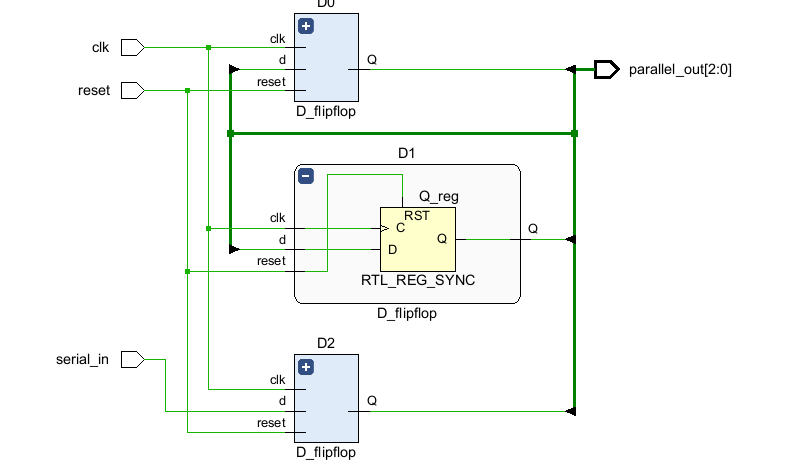 D0
clk
clk
d
Q
parallel_out[2:0]
reset
reset
D_flipflop
D1
Q_reg
RST
clk
C
Q
d
D
Q
reset
RTL_REG_SYNC
D_flipflop
D2
serial_in
clk
d
Q
reset
D_flipflop